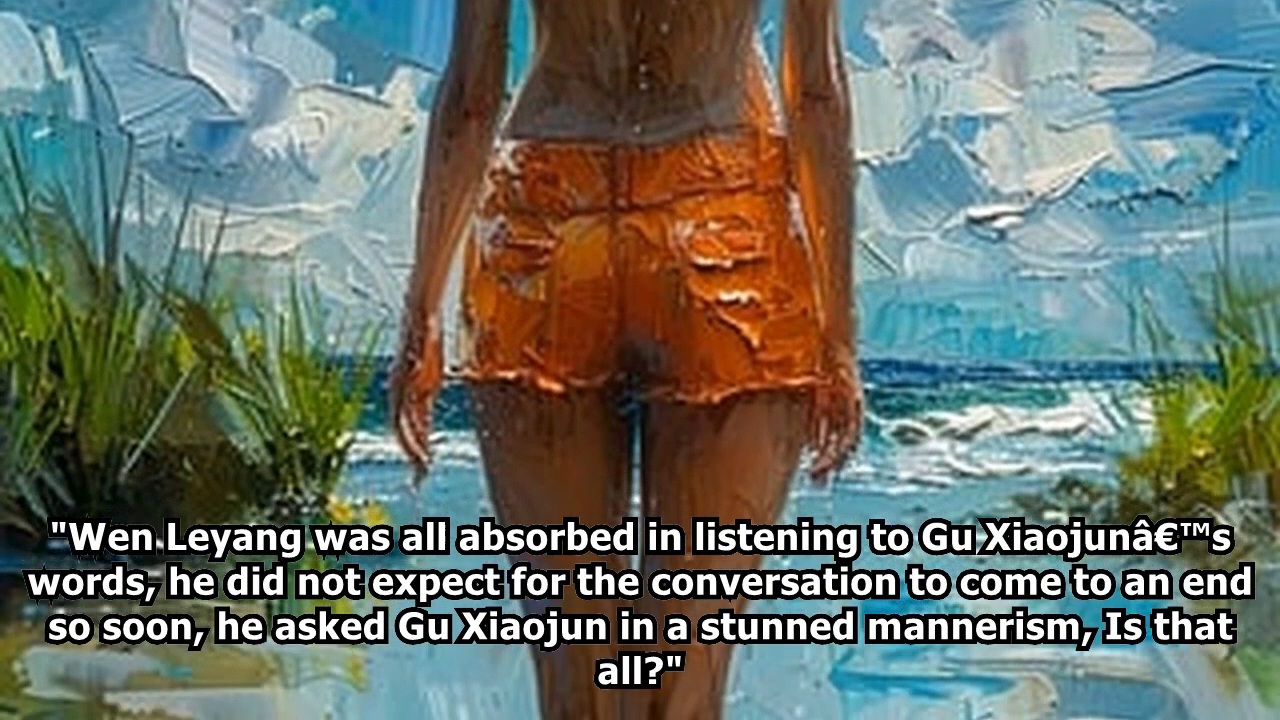 "Wen Leyang was all absorbed in listening to Gu Xiaojunâ€™s
words, he did not expect for the conversation to come to an end
so soon, he asked Gu Xiaojun in a stunned mannerism, Is that
all?"